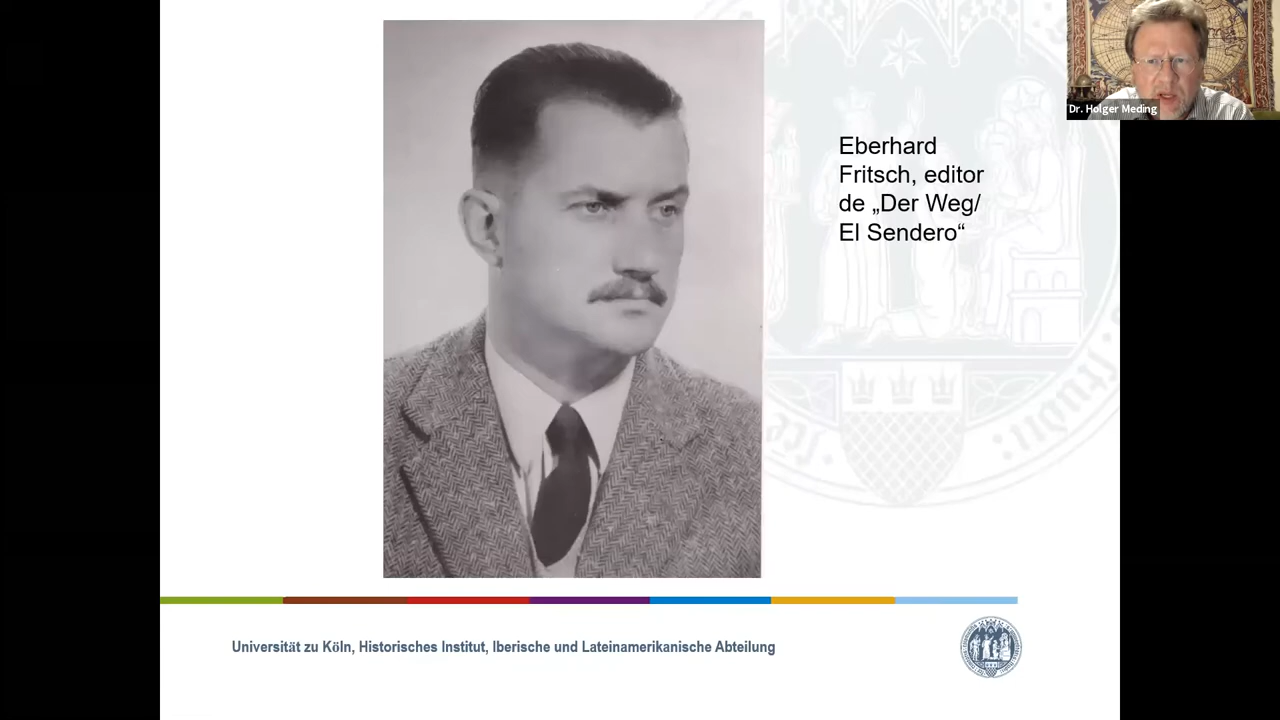 Dr. Holger Meding
Eberhard
Fritsch, editor
de „Der Weg/
El Sendero“
Universität zu Köln, Historisches Institut, Iberische und Lateinamerikanische Abteilung